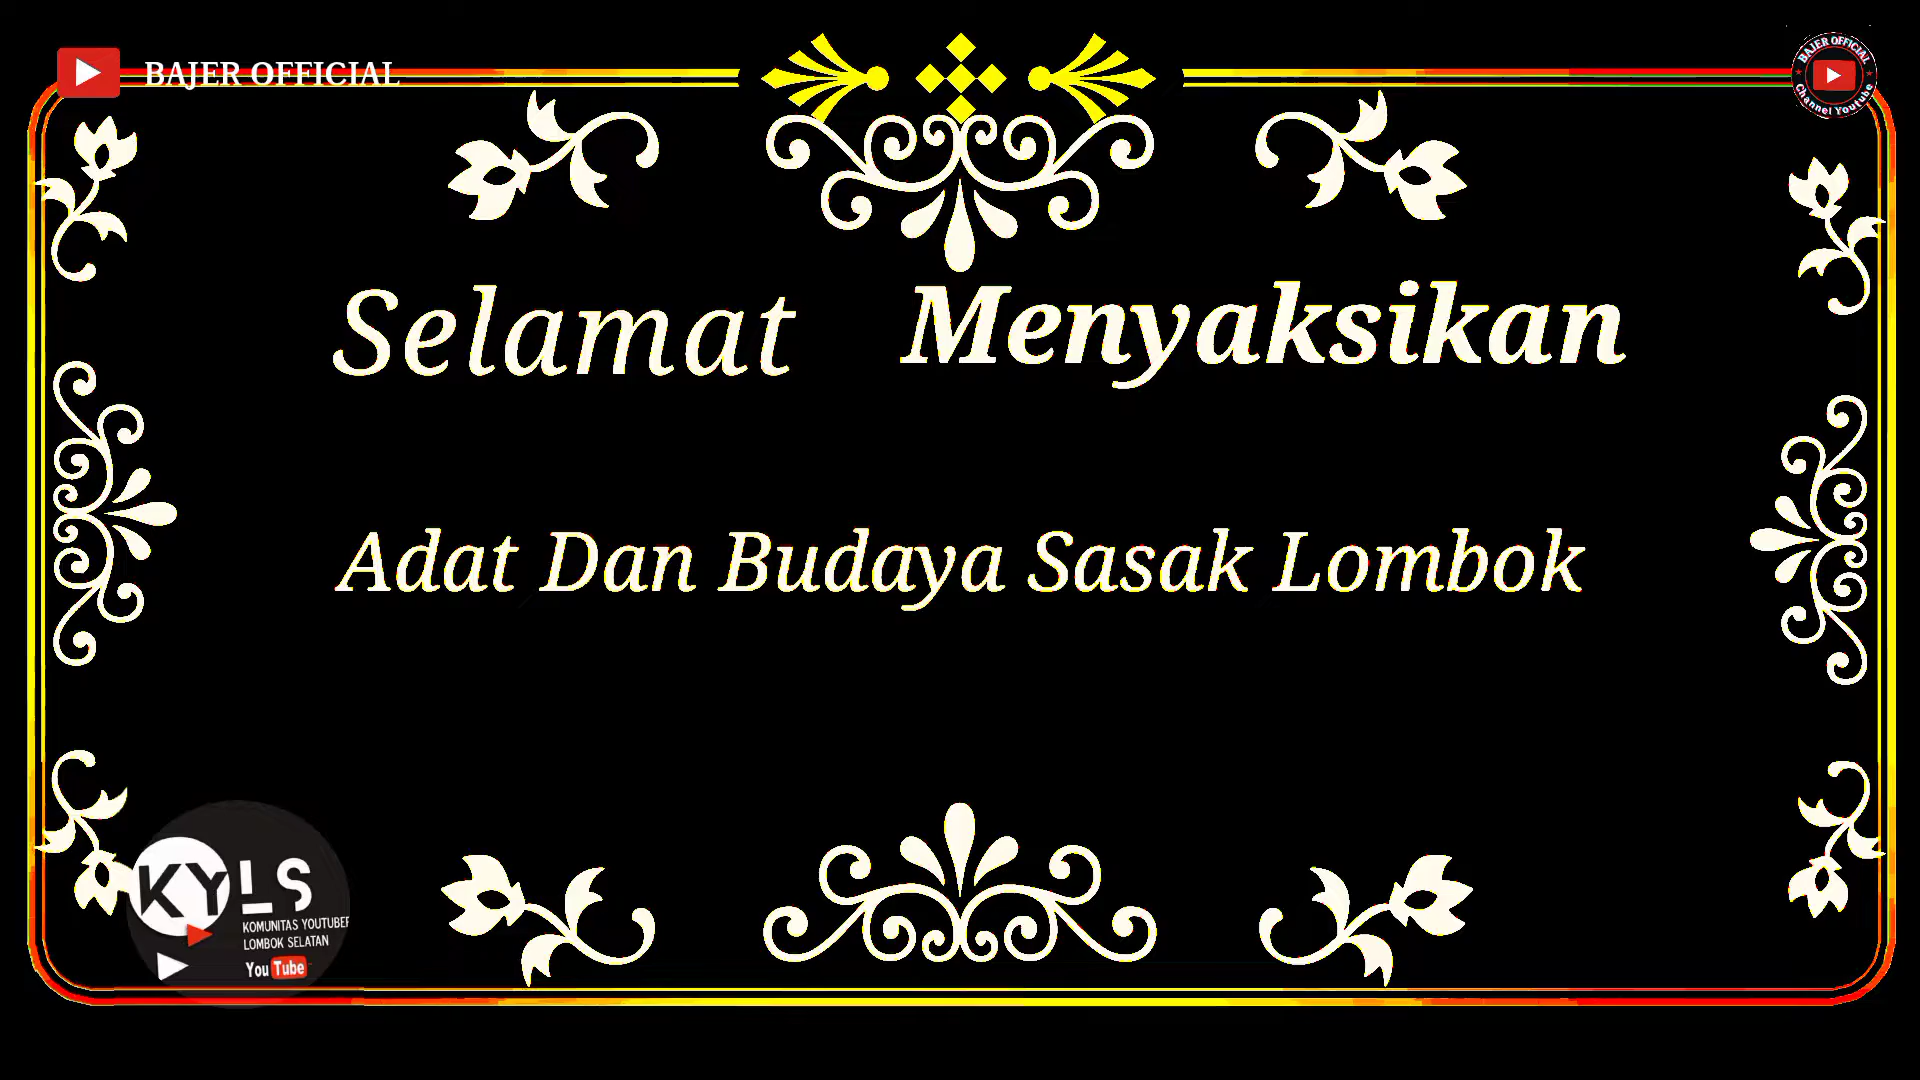 BAJER OFFICIAL
BAJER OFFICIAL
Channel Youtube
Selamat Menyaksikan
Adat Dan Budaya Sasak Lombok
KYLS
KOMUNITAS YOUTUBER
LOMBOK SELATAN
YouTube